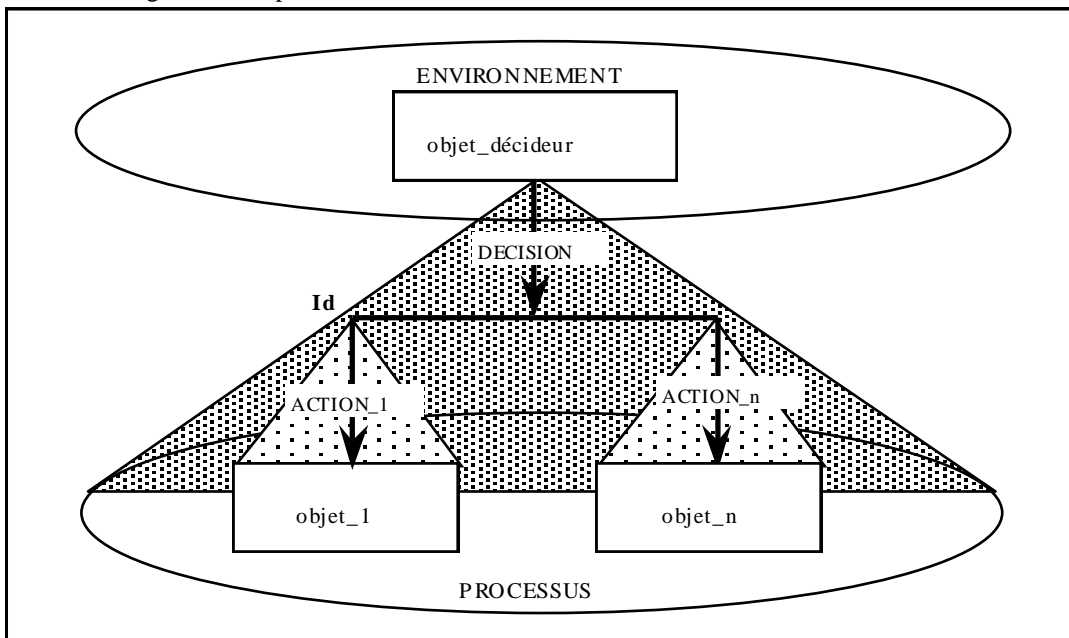 ENVIRONNEMENT
objet_décideur
DECISION
Id
ACTION_1
ACTION_n
objet_1
objet_n
PROCESSUS